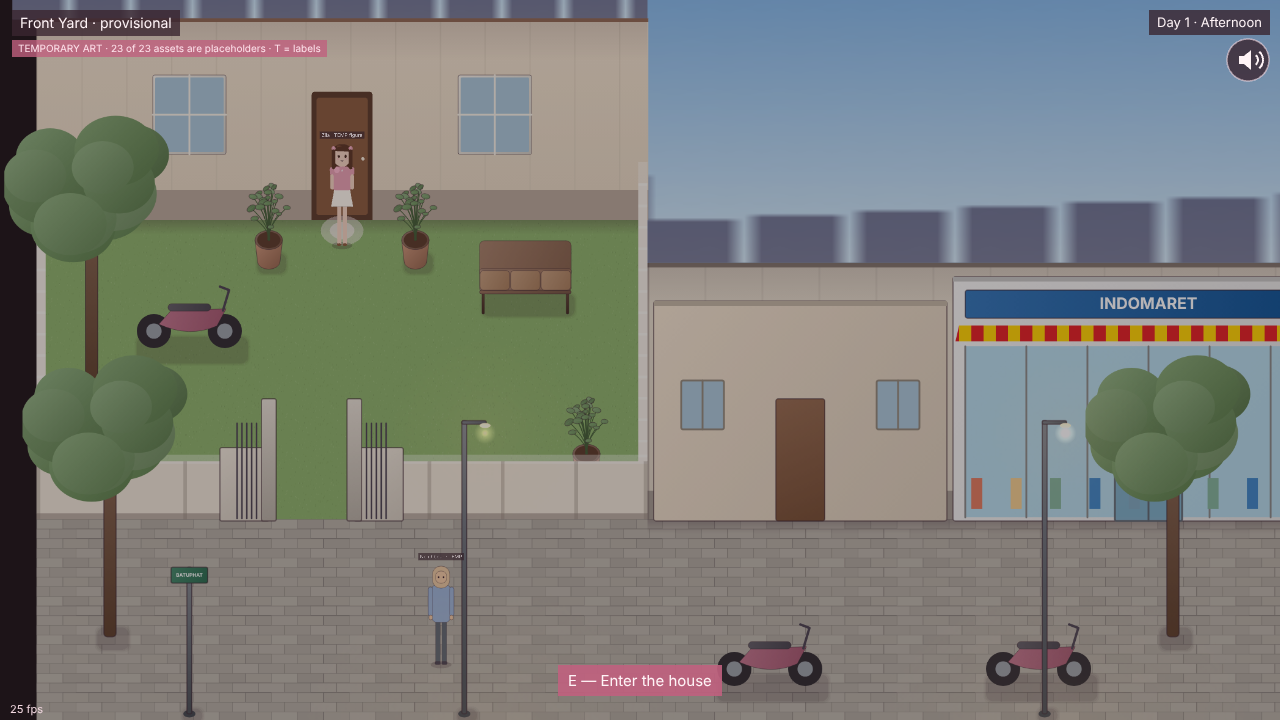 Front Yard · provisional
TEMPORARY ART · 23 of 23 assets are placeholders · T = labels
Day 1 · Afternoon
INDOMARET
BATUPHAT
E — Enter the house
25 fps